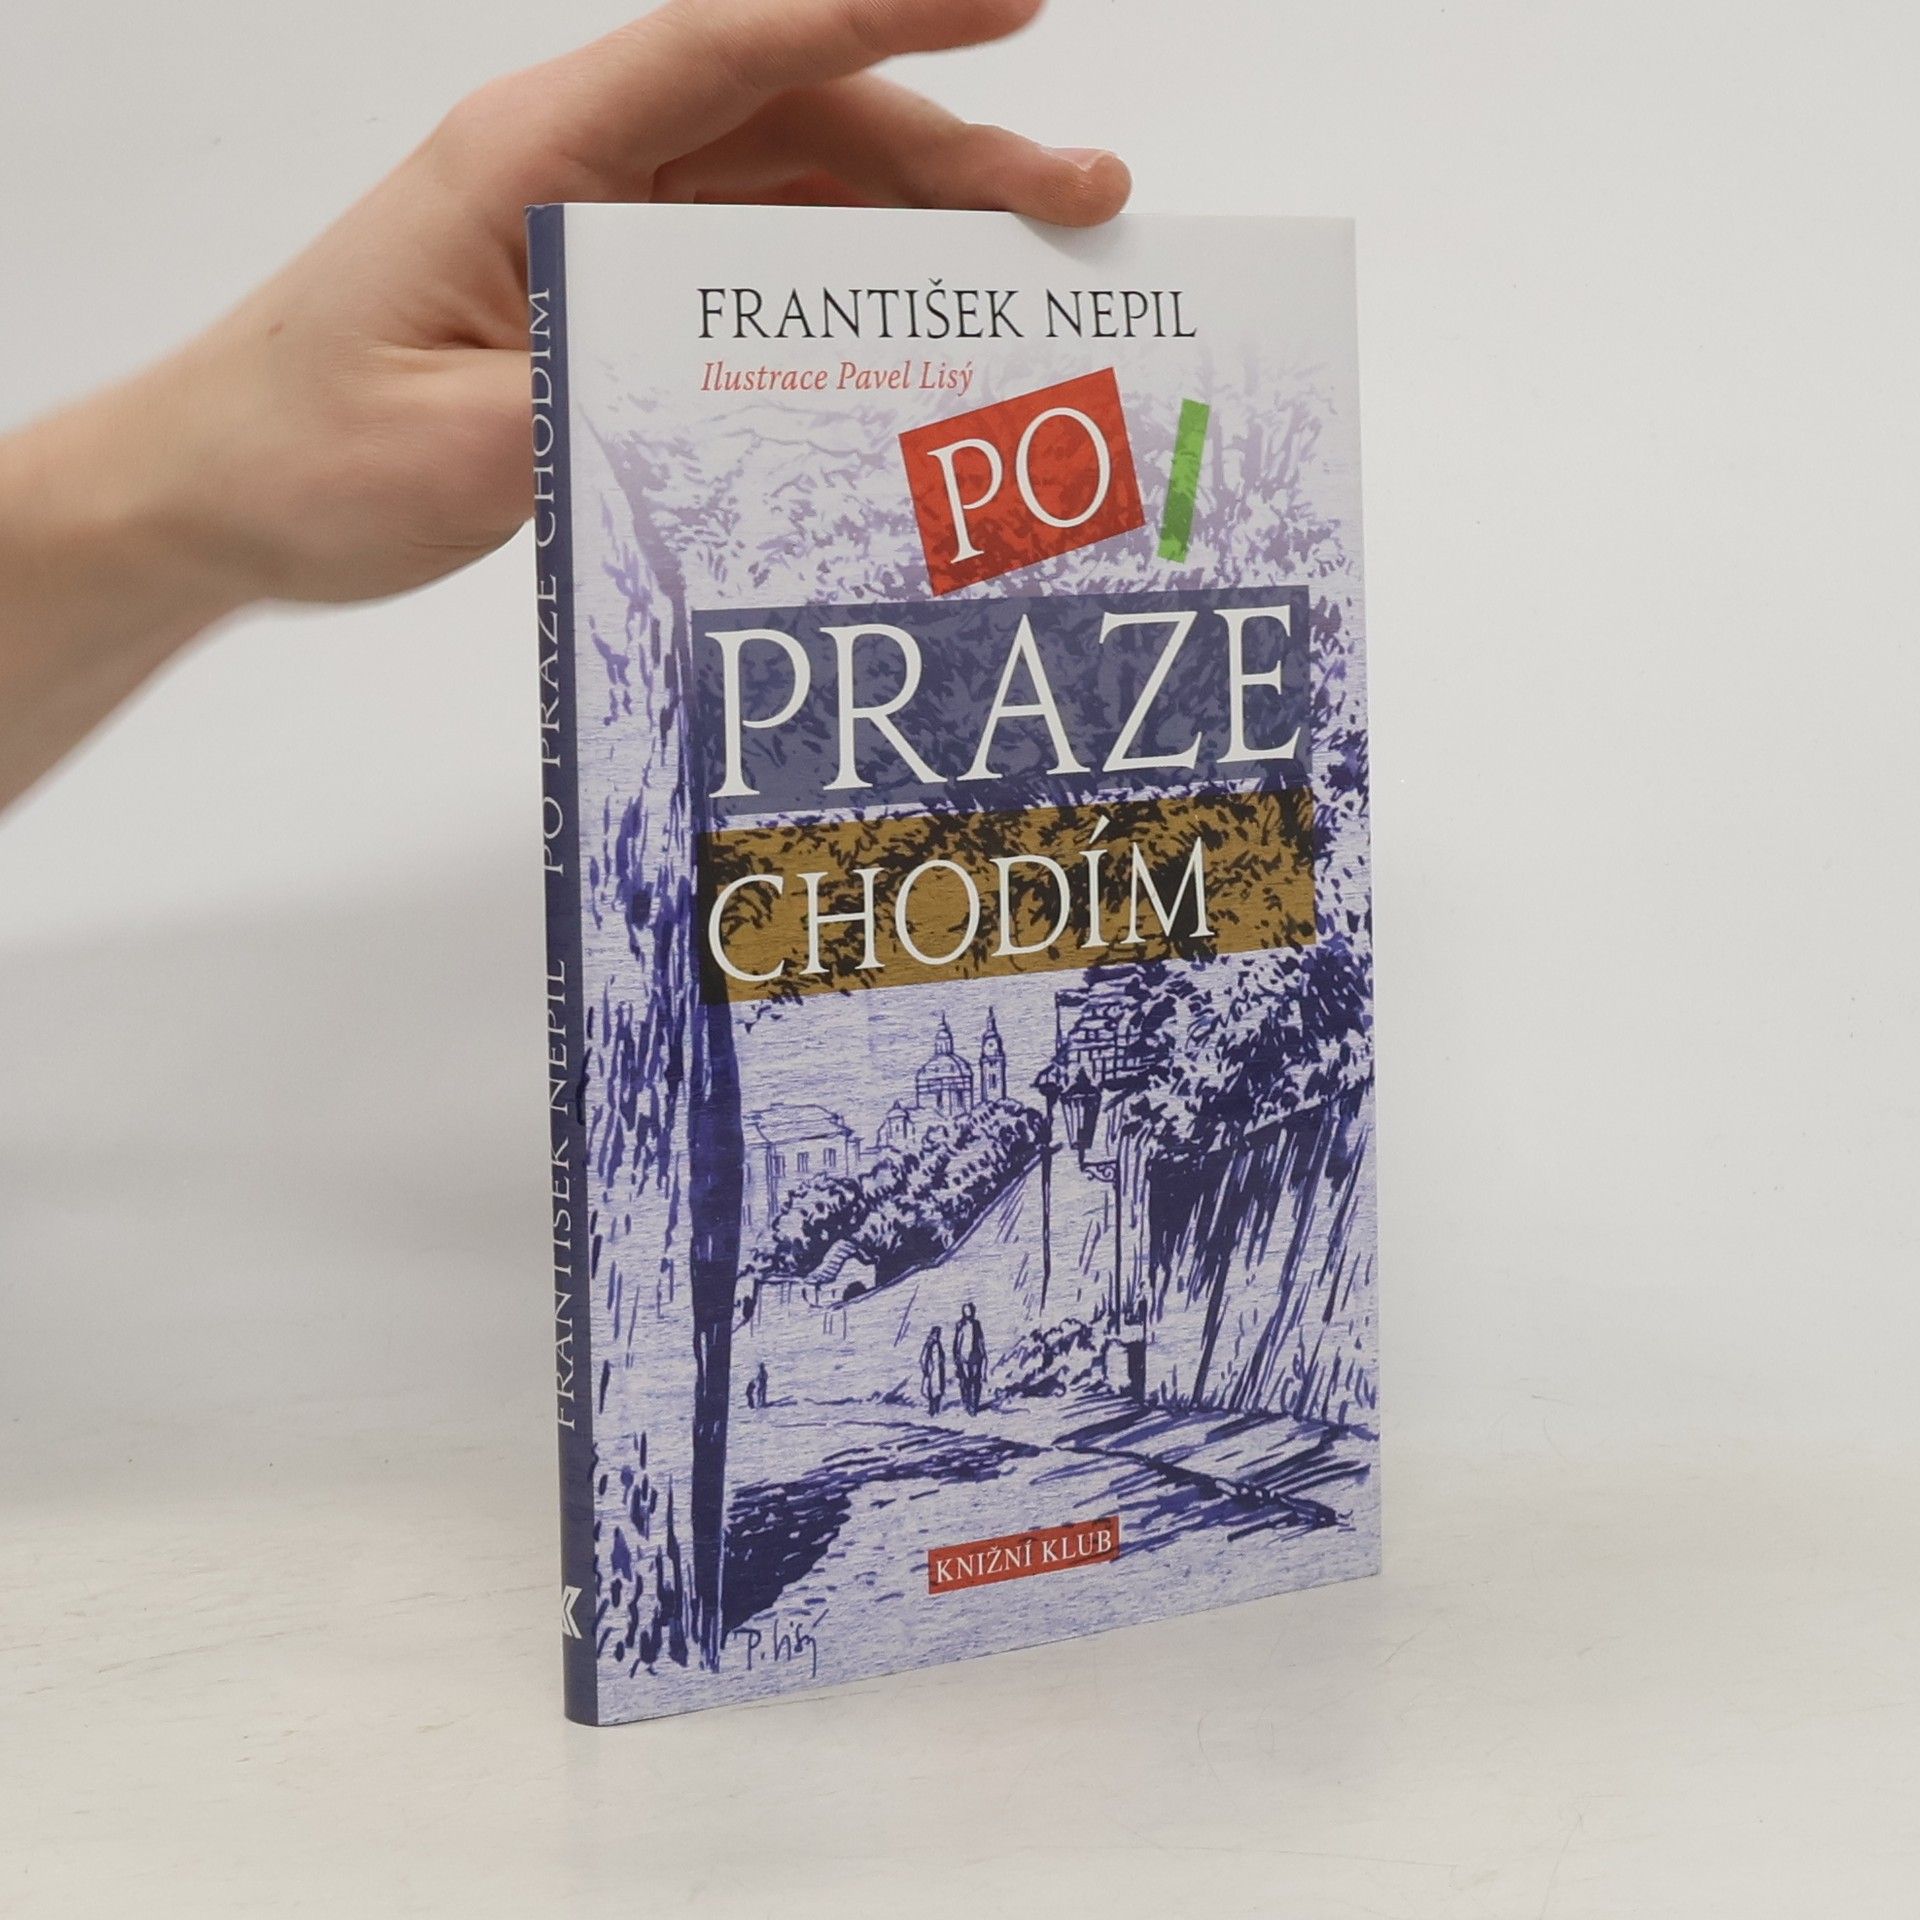 FRANTIŠEK NEPIL
Ilustrace Pavel Lisý
PO
PRAZE
CHODÍM
KNIŽNÍ KLUB
P. Lisý
FRANTIŠEK NEPIL PO PRAZE CHODÍM